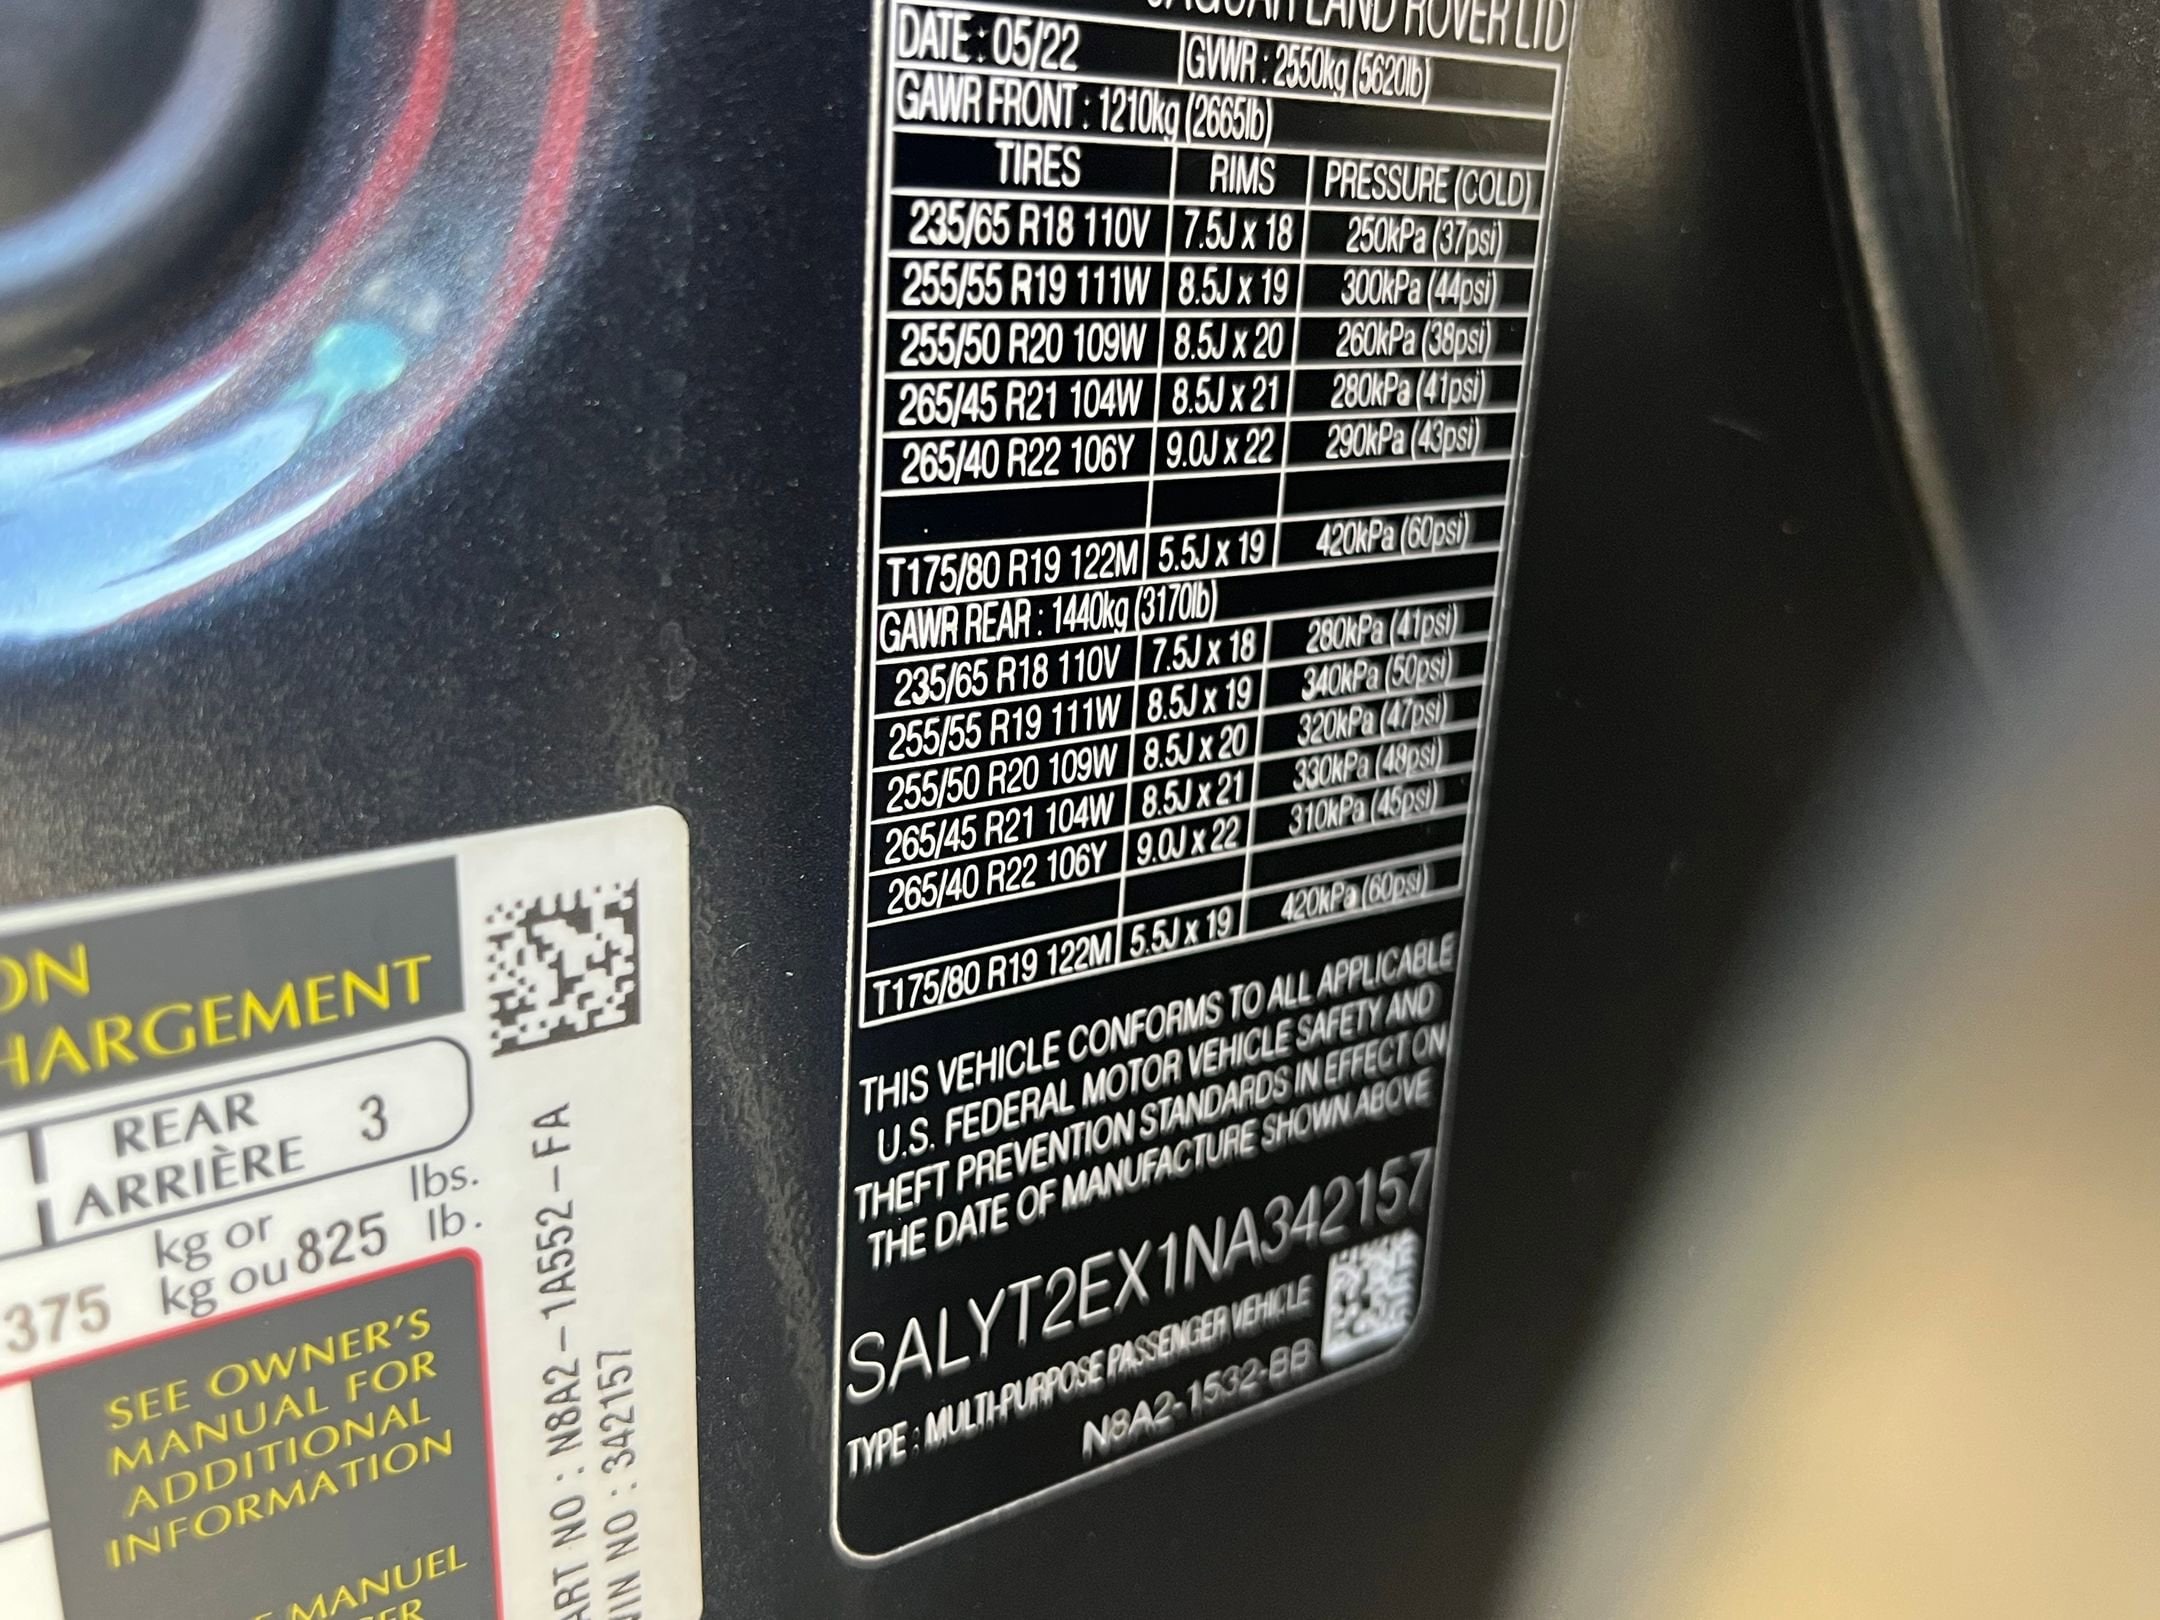 JAGUAR LAND ROVER LTD
DATE : 05/22 GVWR : 2550kg (5620lb)
GAWR FRONT : 1210kg (2665lb)
TIRES RIMS PRESSURE (COLD)
235/65 R18 110V 7.5J x 18 250kPa (37psi)
255/55 R19 111W 8.5J x 19 300kPa (44psi)
255/50 R20 109W 8.5J x 20 260kPa (38psi)
265/45 R21 104W 8.5J x 21 280kPa (41psi)
265/40 R22 106Y 9.0J x 22 290kPa (43psi)
T175/80 R19 122M 5.5J x 19 420kPa (60psi)
GAWR REAR : 1440kg (3170lb)
235/65 R18 110V 7.5J x 18 280kPa (41psi)
255/55 R19 111W 8.5J x 19 340kPa (50psi)
255/50 R20 109W 8.5J x 20 320kPa (47psi)
265/45 R21 104W 8.5J x 21 330kPa (48psi)
265/40 R22 106Y 9.0J x 22 310kPa (45psi)
T175/80 R19 122M 5.5J x 19 420kPa (60psi)
THIS VEHICLE CONFORMS TO ALL APPLICABLE
U.S. FEDERAL MOTOR VEHICLE SAFETY AND
THEFT PREVENTION STANDARDS IN EFFECT ON
THE DATE OF MANUFACTURE SHOWN ABOVE
SALYT2EX1NA342157
TYPE : MULTI-PURPOSE PASSENGER VEHICLE
N8A2-1532-BB
ON
HARGEMENT
REAR
ARRIÈRE 3
375 kg or
kg ou 825 lbs.
lb.
SEE OWNER'S
MANUAL FOR
ADDITIONAL
INFORMATION
MANUEL
ART NO : N8A2-1A552-FA
VIN NO : 342157